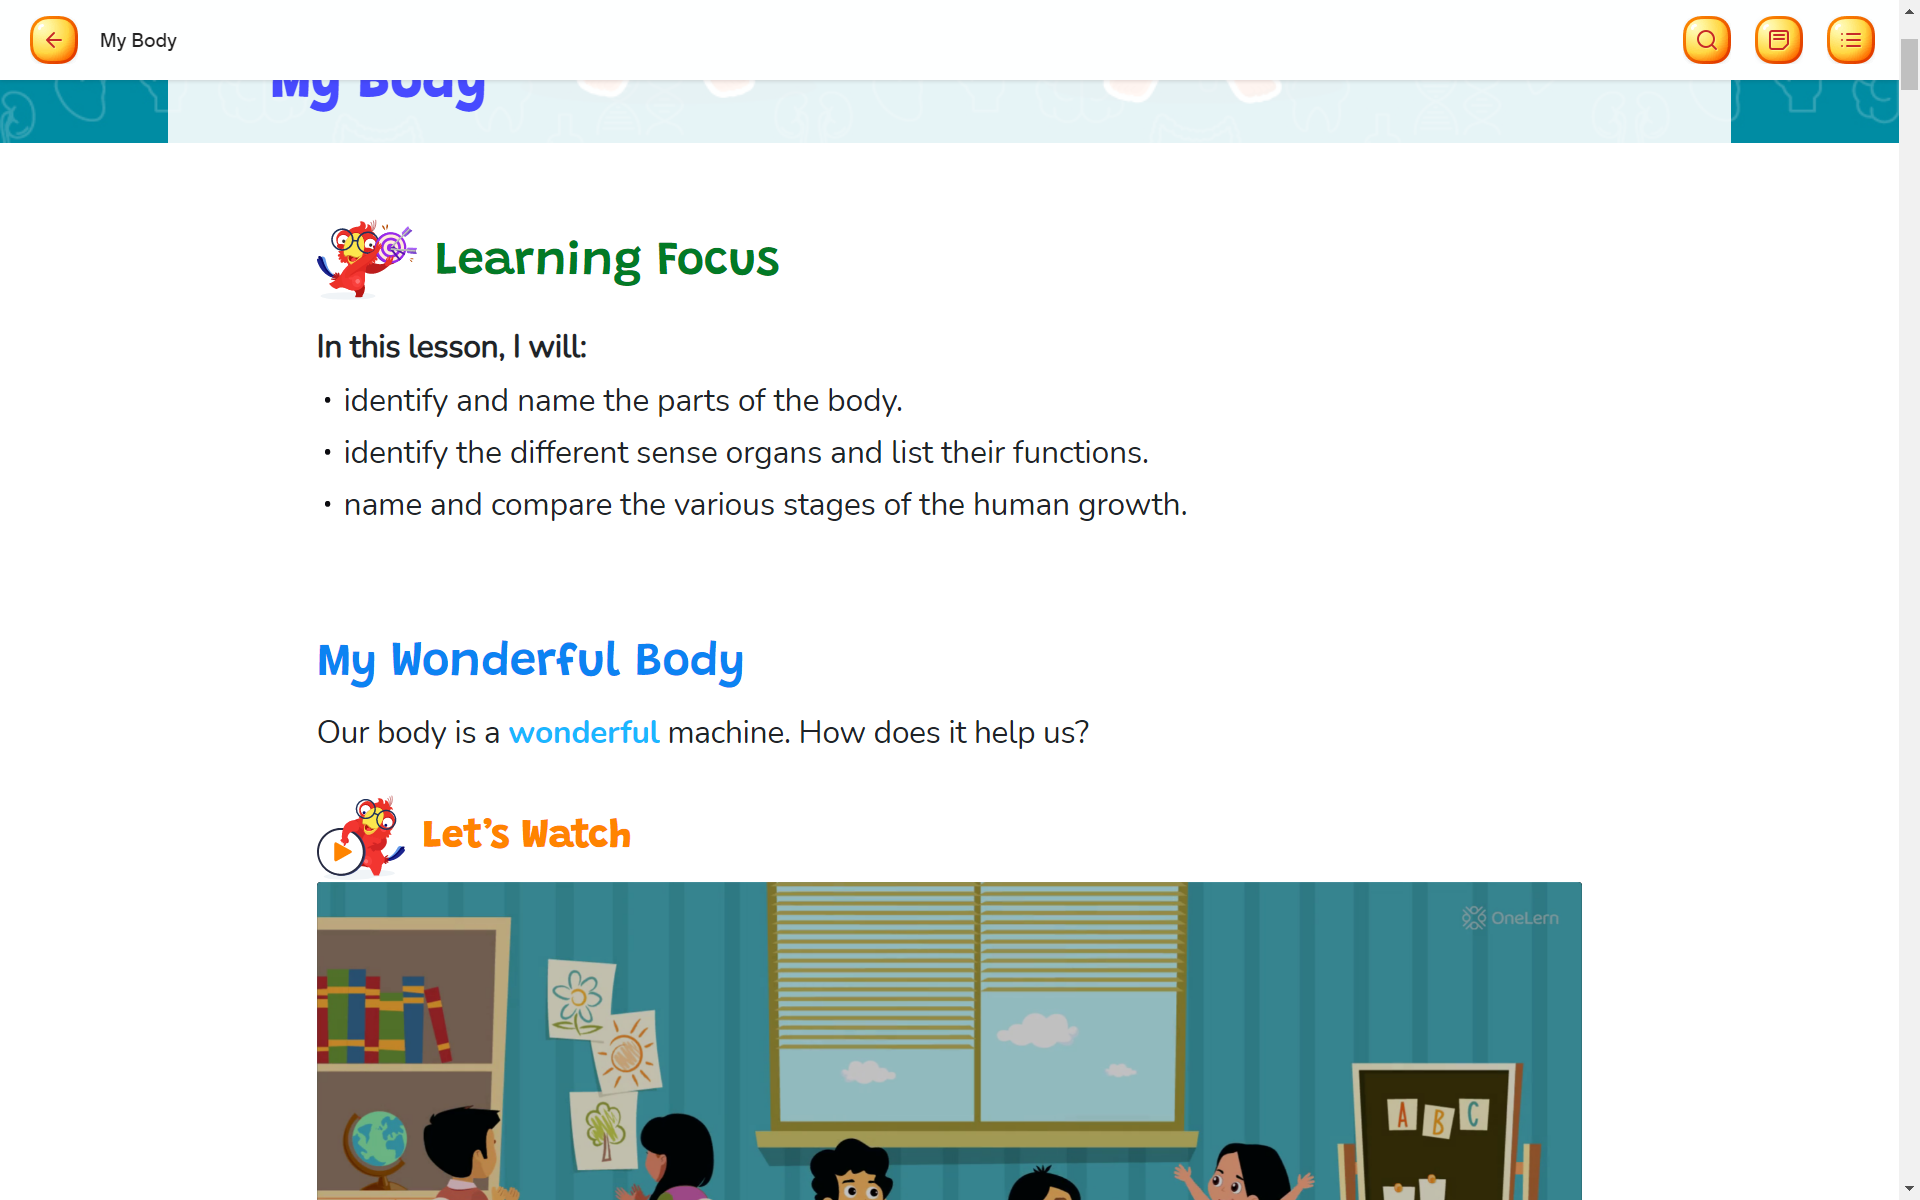 My Body
My Body
Learning Focus
In this lesson, I will:
• identify and name the parts of the body.
• identify the different sense organs and list their functions.
• name and compare the various stages of the human growth.
My Wonderful Body
Our body is a wonderful machine. How does it help us?
Let's Watch
OneLern
A B C